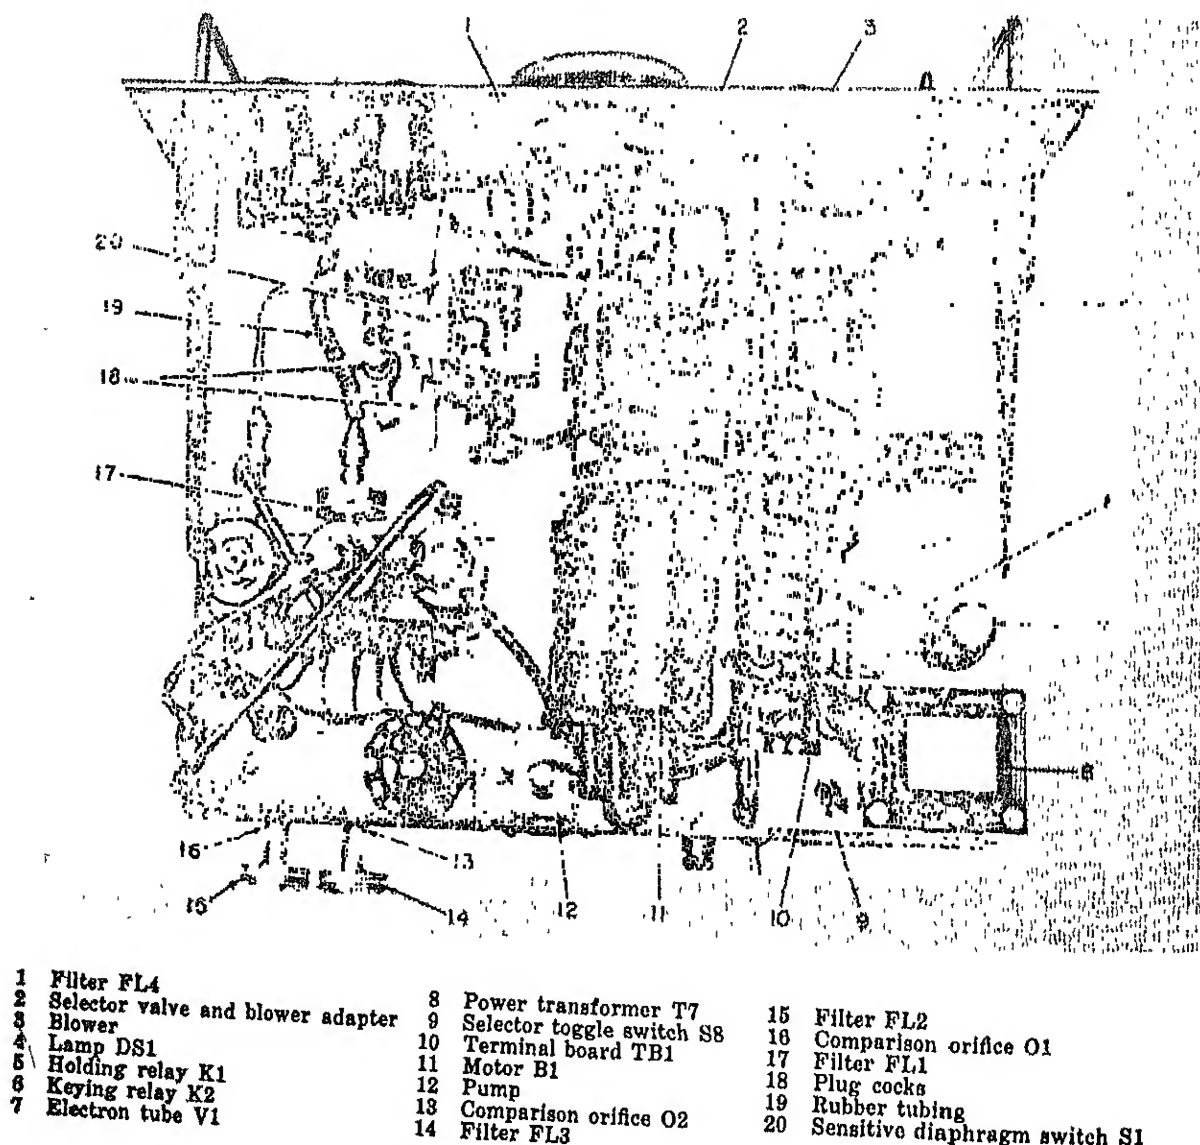 1 2 3
20
19
18
17
16 13
15 14 12 11 10 9
8
1 Filter FL4
2 Selector valve and blower adapter
3 Blower
4 Lamp DS1
5 Holding relay K1
6 Keying relay K2
7 Electron tube V1
8 Power transformer T7
9 Selector toggle switch S8
10 Terminal board TB1
11 Motor B1
12 Pump
13 Comparison orifice O2
14 Filter FL3
15 Filter FL2
16 Comparison orifice O1
17 Filter FL1
18 Plug cocks
19 Rubber tubing
20 Sensitive diaphragm switch S1